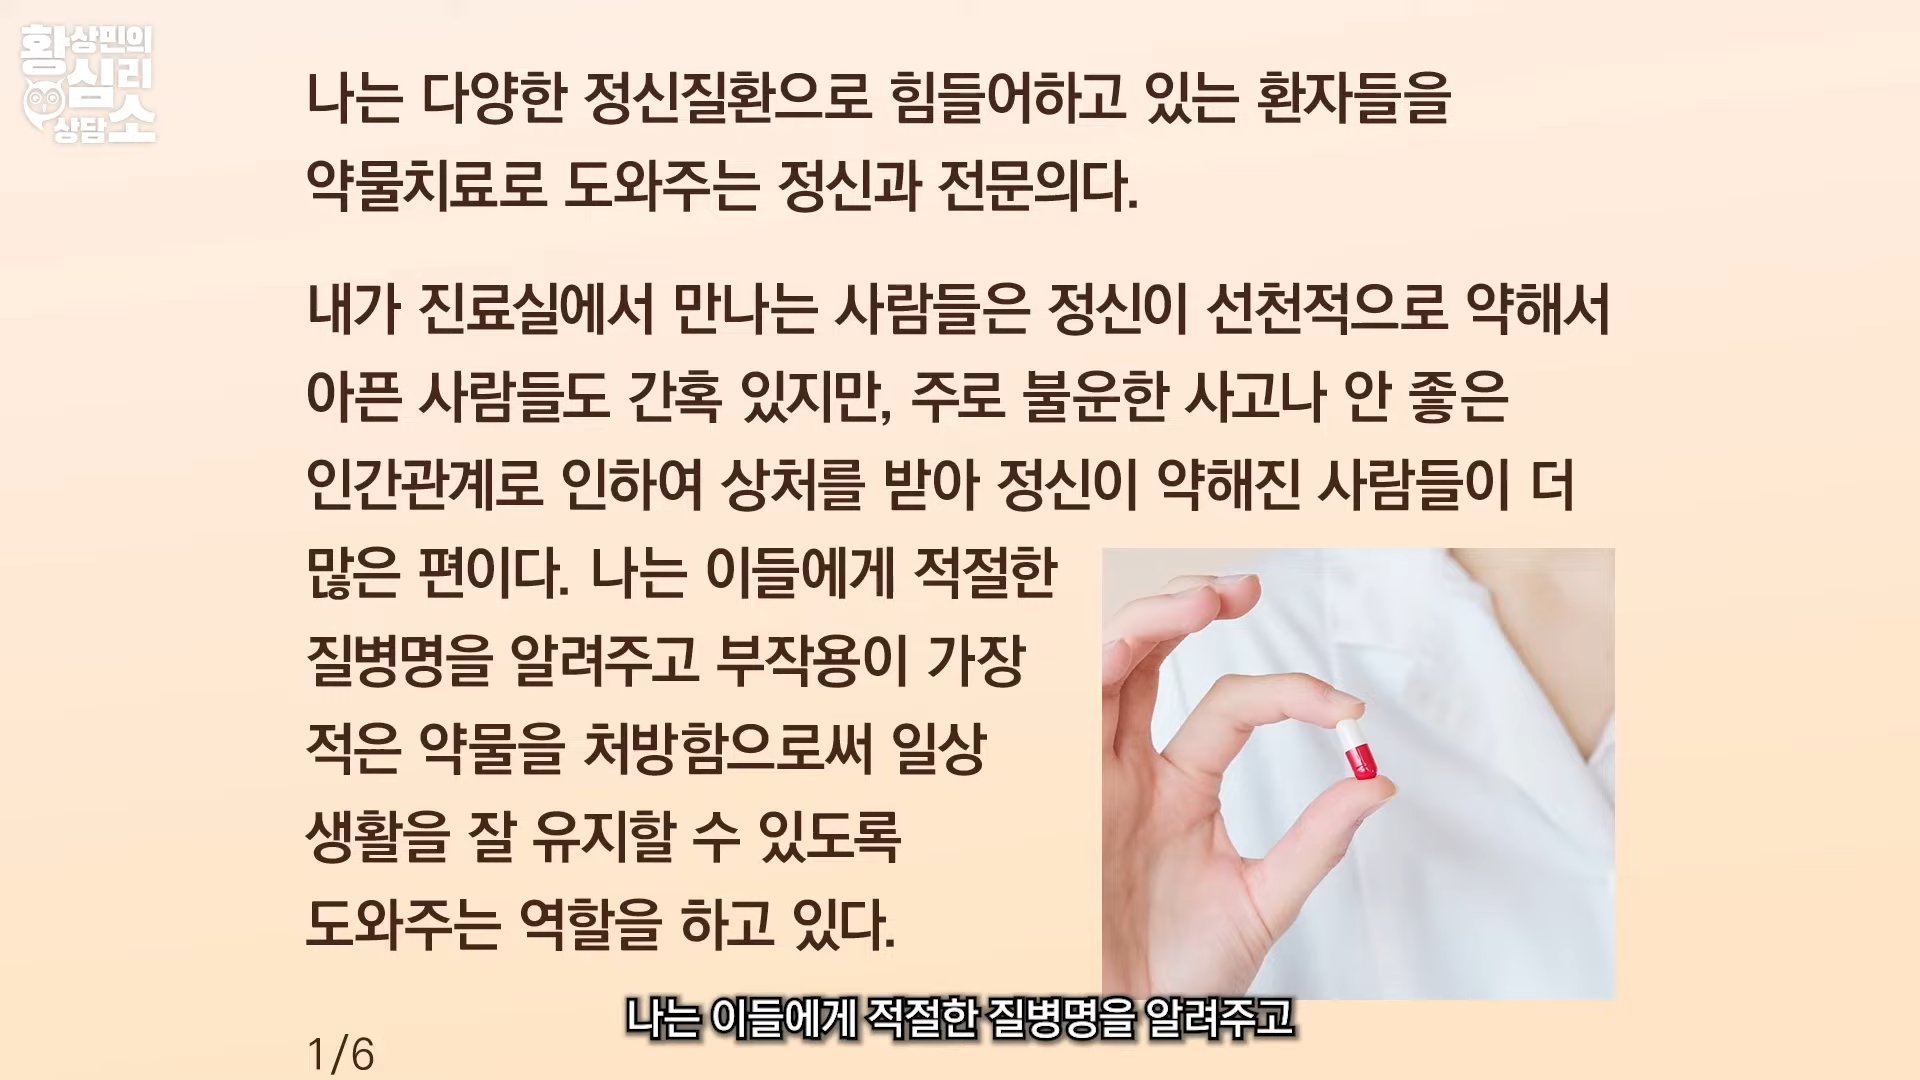 황상민의
심리
상담소
나는 다양한 정신질환으로 힘들어하고 있는 환자들을
약물치료로 도와주는 정신과 전문의다.
내가 진료실에서 만나는 사람들은 정신이 선천적으로 약해서
아픈 사람들도 간혹 있지만, 주로 불운한 사고나 안 좋은
인간관계로 인하여 상처를 받아 정신이 약해진 사람들이 더
많은 편이다. 나는 이들에게 적절한
질병명을 알려주고 부작용이 가장
적은 약물을 처방함으로써 일상
생활을 잘 유지할 수 있도록
도와주는 역할을 하고 있다.
나는 이들에게 적절한 질병명을 알려주고
1/6